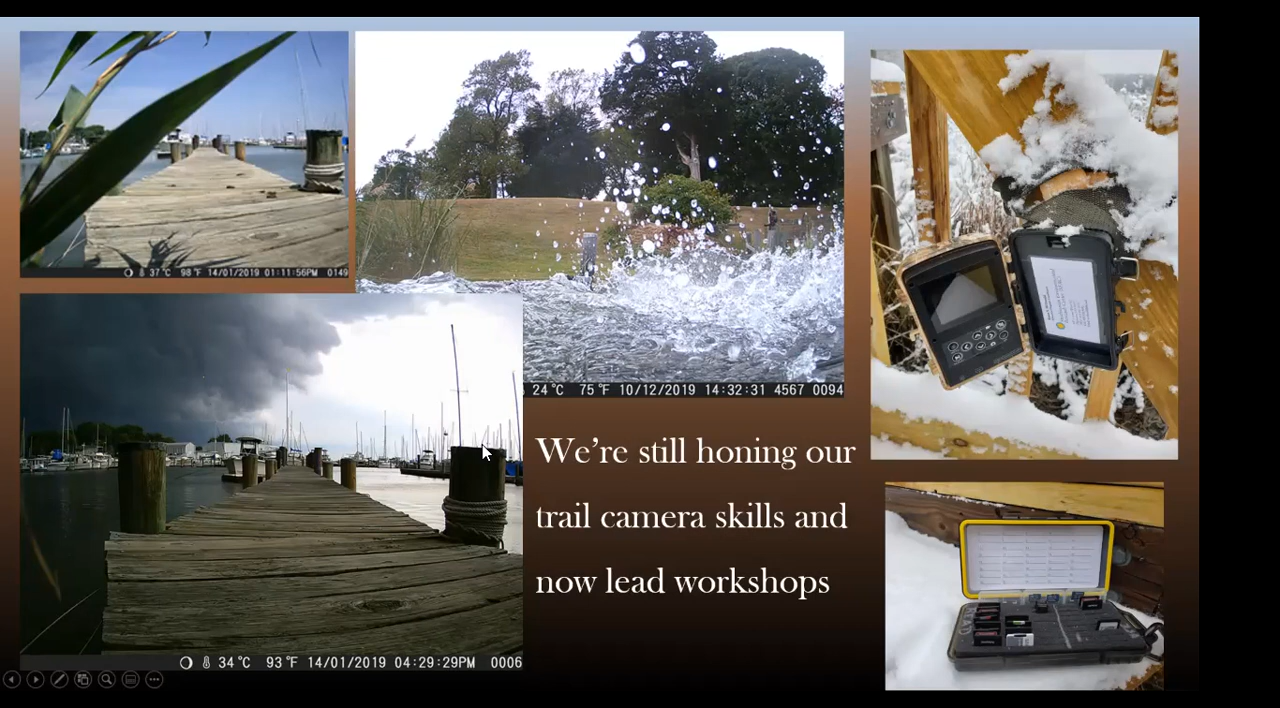 37°C 98°F 14/01/2019 01:11:56PM 0149
24°C 75°F 10/12/2019 14:32:31 4567 0094
34°C 93°F 14/01/2019 04:29:29PM 0006
We're still honing our
trail camera skills and
now lead workshops